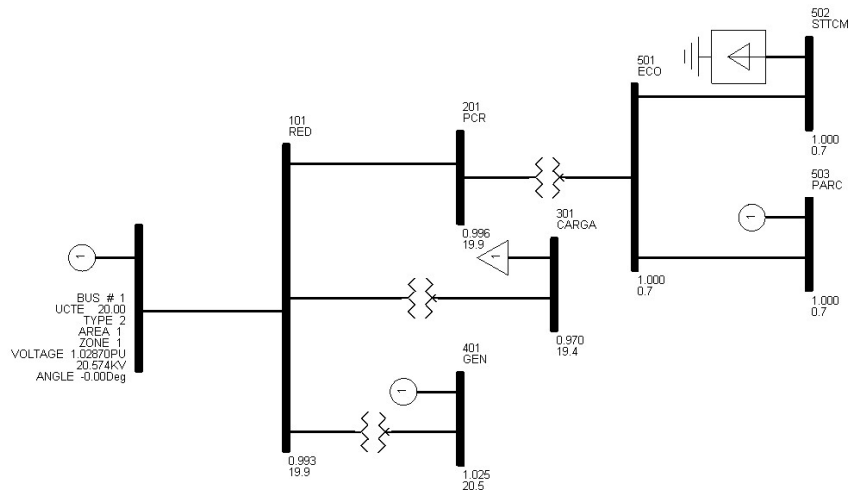 502
STTCM
501
ECO
201
PCR
101
RED
1.000
0.7
503
PARC
1
301
CARGA
0.996
19.9
1
1
BUS # 1
UCTE 20.00
TYPE 2
AREA 1
ZONE 1
VOLTAGE 1.02870PU
20.574KV
ANGLE -0.00Deg
1.000
0.7
1.000
0.7
0.970
19.4
401
GEN
1
0.993
19.9
1.025
20.5